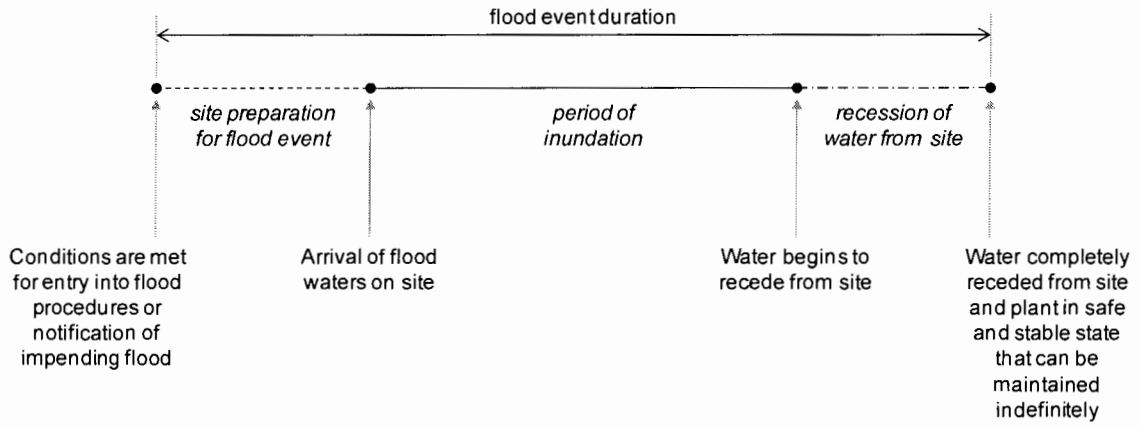 flood event duration
site preparation
for flood event
period of
inundation
recession of
water from site
Conditions are met
for entry into flood
procedures or
notification of
impending flood
Arrival of flood
waters on site
Water begins to
recede from site
Water completely
receded from site
and plant in safe
and stable state
that can be
maintained
indefinitely